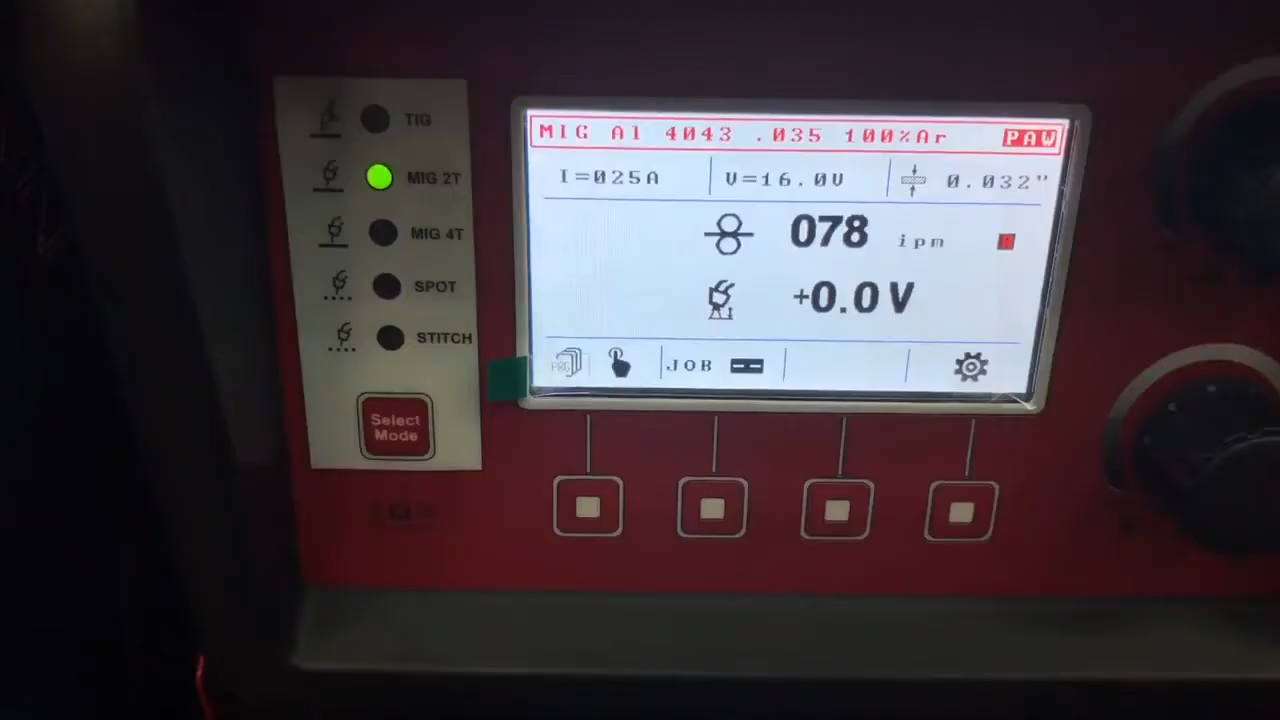 TIG
MIG 2T
MIG 4T
SPOT
STITCH
Select
Mode
MIG Al 4043 .035 100%Ar PAW
I=025A V=16.0V 0.032"
078 ipm
+0.0V
PRG JOB --